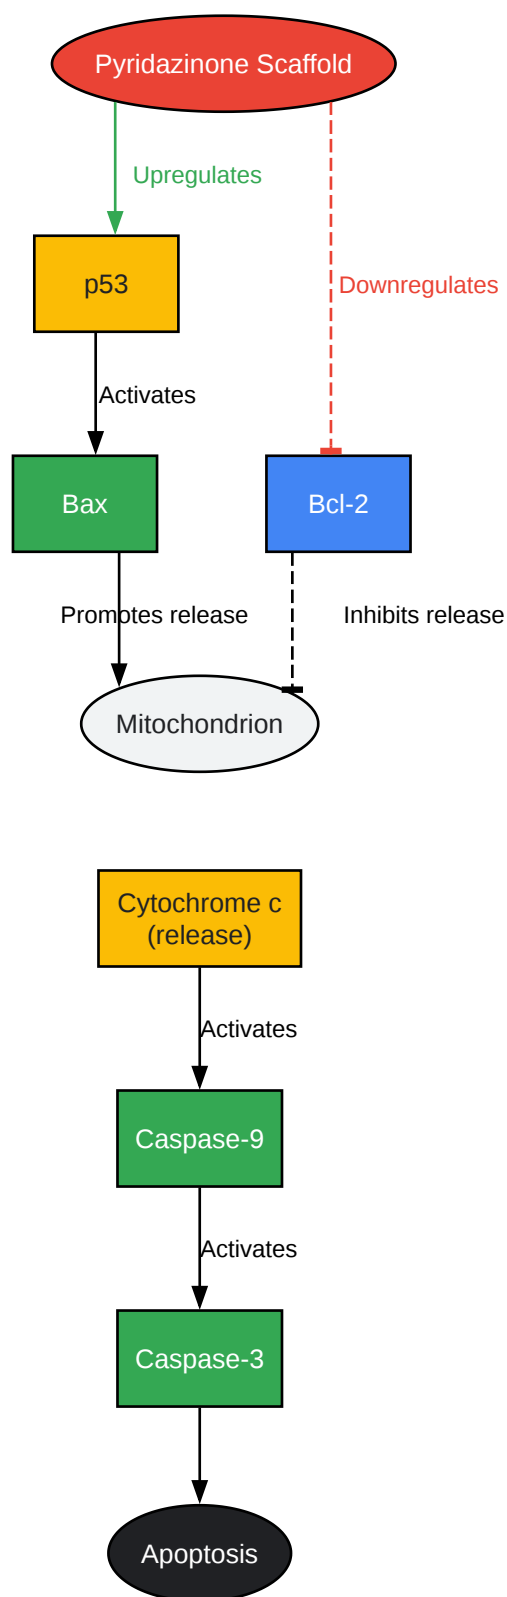 Pyridazinone Scaffold
Upregulates
p53
Downregulates
Activates
Bax
Bcl-2
Promotes release
Inhibits release
Mitochondrion
Cytochrome c
(release)
Activates
Caspase-9
Activates
Caspase-3
Apoptosis